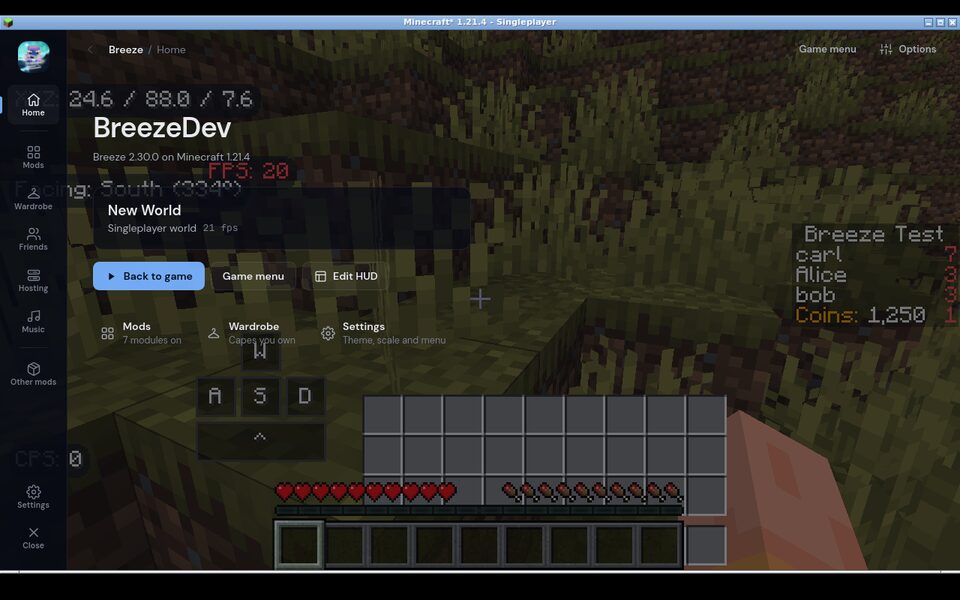 Minecraft* 1.21.4 - Singleplayer
Breeze / Home
Game menu
Options
Home
Mods
Wardrobe
Friends
Hosting
Music
Other mods
Settings
Close
24.6 / 88.0 / 7.6
BreezeDev
Breeze 2.30.0 on Minecraft 1.21.4
FPS: 20
Facing: South (334°)
New World
Singleplayer world 21 fps
Back to game
Game menu
Edit HUD
Mods
7 modules on
Wardrobe
Capes you own
Settings
Theme, scale and menu
W
A S D
^
CPS: 0
Breeze Test
carl 7
Alice 3
bob 3
Coins: 1,250 1